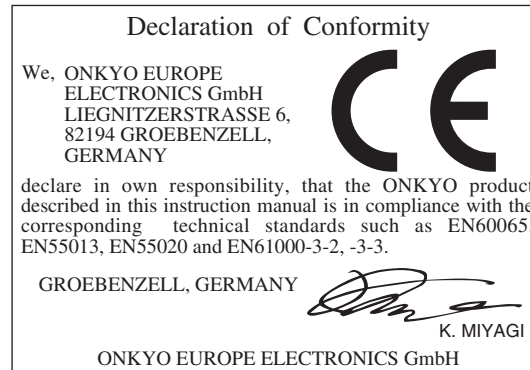 Declaration of Conformity
We, ONKYO EUROPE
ELECTRONICS GmbH
LIEGNITZERSTRASSE 6,
82194 GROEBENZELL,
GERMANY
CE
declare in own responsibility, that the ONKYO product
described in this instruction manual is in compliance with the
corresponding technical standards such as EN60065,
EN55013, EN55020 and EN61000-3-2, -3-3.
GROEBENZELL, GERMANY
K. MIYAGI
ONKYO EUROPE ELECTRONICS GmbH